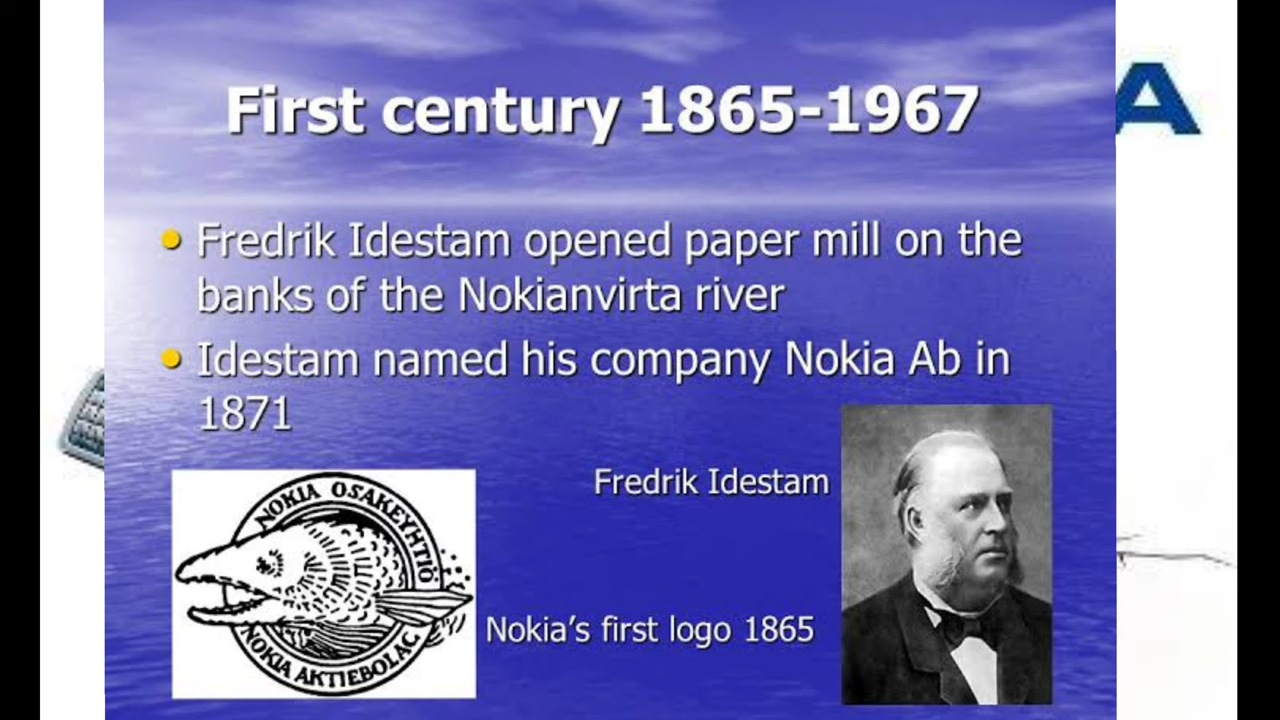 First century 1865-1967
A
• Fredrik Idestam opened paper mill on the
banks of the Nokianvirta river
• Idestam named his company Nokia Ab in
1871
Fredrik Idestam
NOKIA OSAKEYHTIÖ
NOKIA AKTIEBOLAG
Nokia's first logo 1865